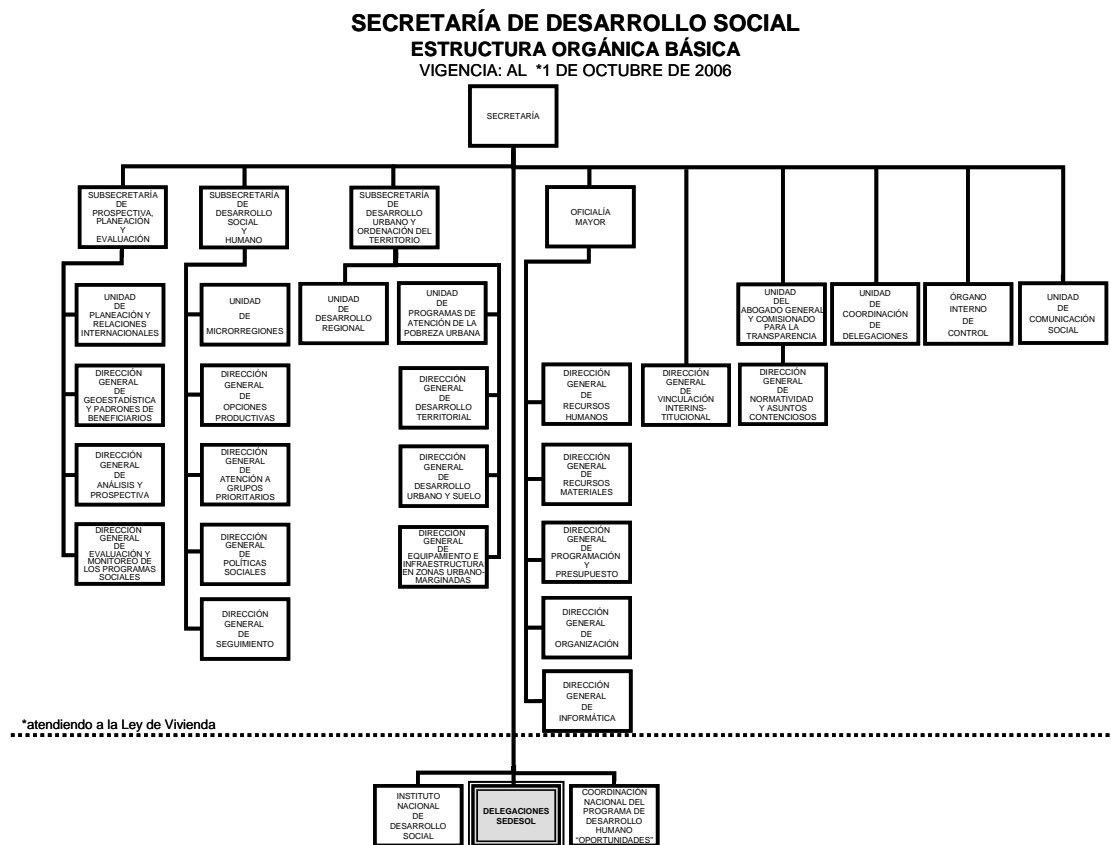 SECRETARÍA DE DESARROLLO SOCIAL
ESTRUCTURA ORGÁNICA BÁSICA
VIGENCIA: AL *1 DE OCTUBRE DE 2006
SECRETARÍA
SUBSECRETARÍA
DE
PROSPECTIVA,
PLANEACIÓN
Y
EVALUACIÓN
SUBSECRETARÍA
DE
DESARROLLO
SOCIAL
Y
HUMANO
SUBSECRETARÍA
DE
DESARROLLO
URBANO Y
ORDENACIÓN DEL
TERRITORIO
OFICIALÍA
MAYOR
UNIDAD
DE
PLANEACIÓN Y
RELACIONES
INTERNACIONALES
UNIDAD
DE
MICRORREGIONES
UNIDAD
DE
DESARROLLO
REGIONAL
UNIDAD
DE
PROGRAMAS DE
ATENCIÓN DE LA
POBREZA URBANA
UNIDAD
DEL
ABOGADO GENERAL
Y COMISIONADO
PARA LA
TRANSPARENCIA
UNIDAD
DE
COORDINACIÓN
DE
DELEGACIONES
ÓRGANO
INTERNO
DE
CONTROL
UNIDAD
DE
COMUNICACIÓN
SOCIAL
DIRECCIÓN
GENERAL
DE
GEOESTADÍSTICA
Y PADRONES DE
BENEFICIARIOS
DIRECCIÓN
GENERAL
DE
OPCIONES
PRODUCTIVAS
DIRECCIÓN
GENERAL
DE
DESARROLLO
TERRITORIAL
DIRECCIÓN
GENERAL
DE
RECURSOS
HUMANOS
DIRECCIÓN
GENERAL
DE
VINCULACIÓN
INTERINS-
TITUCIONAL
DIRECCIÓN
GENERAL
DE
NORMATIVIDAD
Y ASUNTOS
CONTENCIOSOS
DIRECCIÓN
GENERAL
DE
ANÁLISIS Y
PROSPECTIVA
DIRECCIÓN
GENERAL
DE
ATENCIÓN A
GRUPOS
PRIORITARIOS
DIRECCIÓN
GENERAL
DE
DESARROLLO
URBANO Y SUELO
DIRECCIÓN
GENERAL
DE
RECURSOS
MATERIALES
DIRECCIÓN
GENERAL
DE
EVALUACIÓN Y
MONITOREO DE
LOS PROGRAMAS
SOCIALES
DIRECCIÓN
GENERAL
DE
POLÍTICAS
SOCIALES
DIRECCIÓN
GENERAL
DE
EQUIPAMIENTO E
INFRAESTRUCTURA
EN ZONAS URBANO-
MARGINADAS
DIRECCIÓN
GENERAL
DE
PROGRAMACIÓN
Y
PRESUPUESTO
DIRECCIÓN
GENERAL
DE
SEGUIMIENTO
DIRECCIÓN
GENERAL
DE
ORGANIZACIÓN
DIRECCIÓN
GENERAL
DE
INFORMÁTICA
*atendiendo a la Ley de Vivienda
INSTITUTO
NACIONAL
DE
DESARROLLO
SOCIAL
DELEGACIONES
SEDESOL
COORDINACIÓN
NACIONAL DEL
PROGRAMA DE
DESARROLLO
HUMANO
"OPORTUNIDADES"